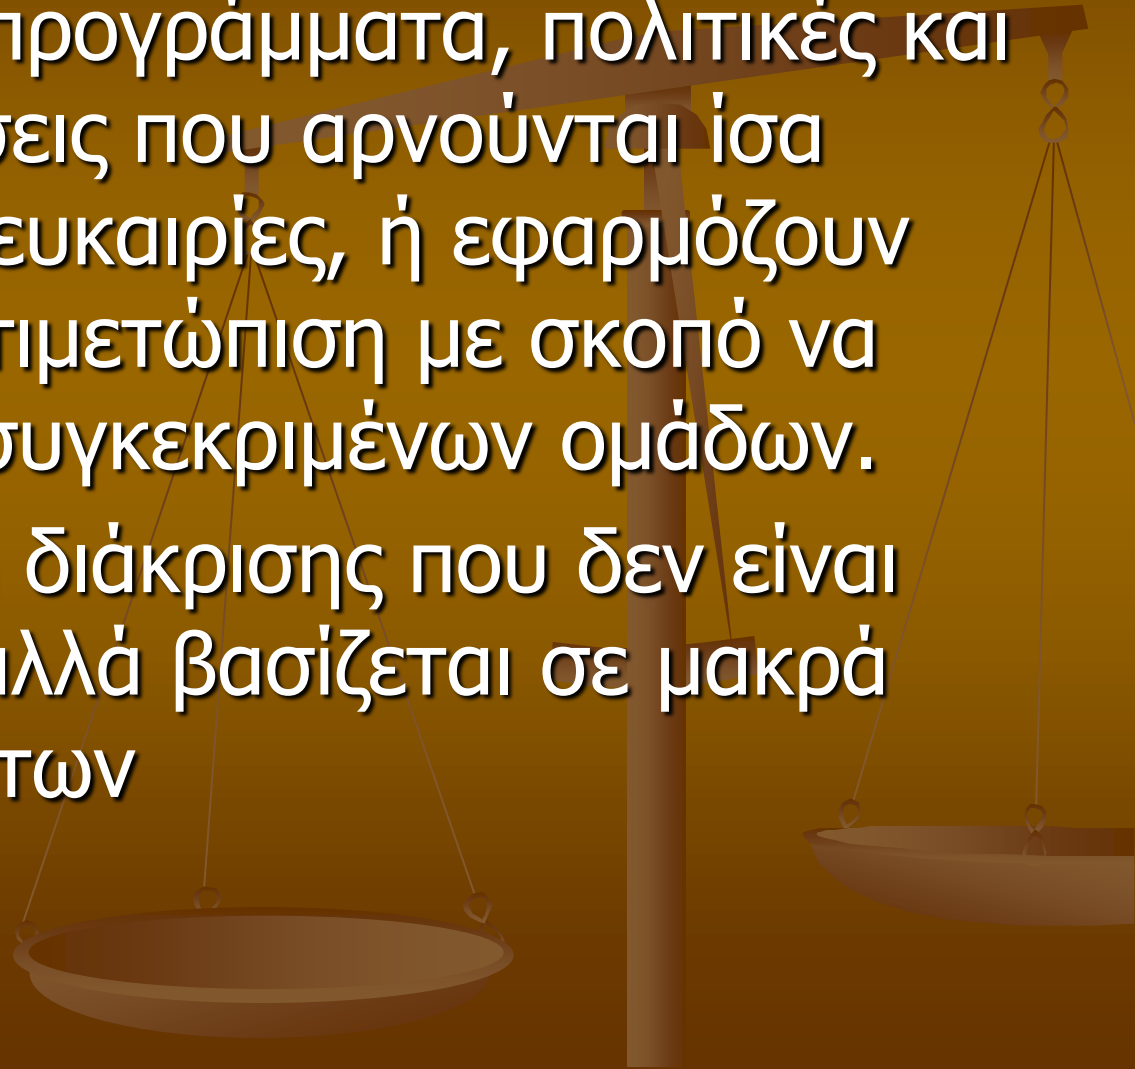 προγράμματα, πολιτικές και
σεις που αρνούνται ίσα
ευκαιρίες, ή εφαρμόζουν
τιμετώπιση με σκοπό να
συγκεκριμένων ομάδων.
διάκρισης που δεν είναι
αλλά βασίζεται σε μακρά
των